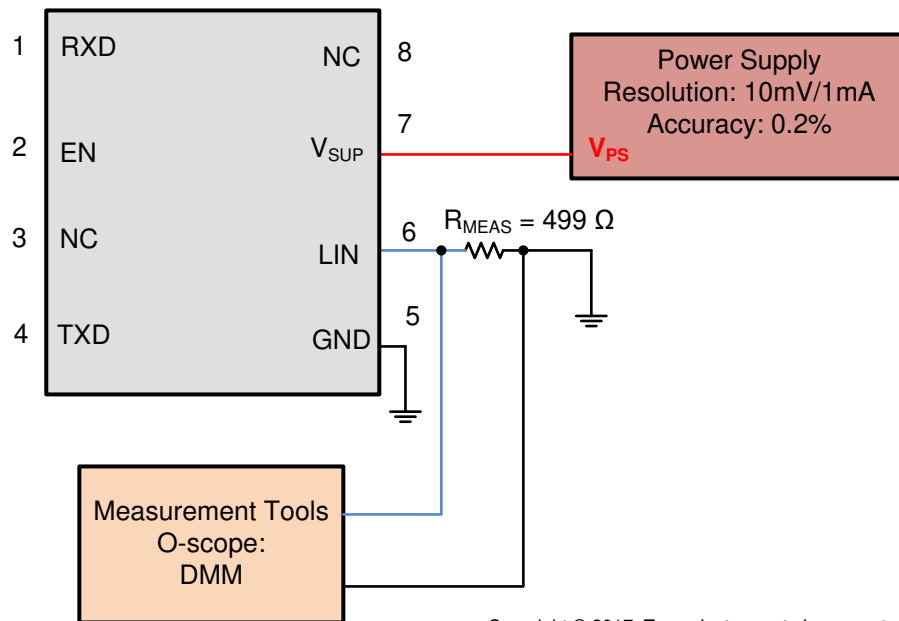 1
RXD
NC
8
2
EN
VSUP
7
3
NC
LIN
6
4
TXD
GND
5
Power Supply
Resolution: 10mV/1mA
Accuracy: 0.2%
VPS
RMEAS = 499 Ω
Measurement Tools
O-scope:
DMM